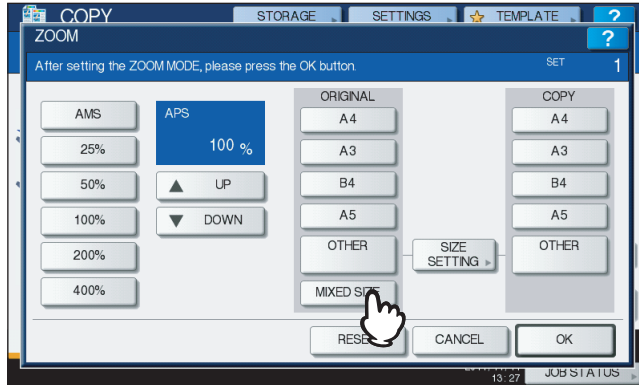 COPY
STORAGE
SETTINGS
TEMPLATE
?
ZOOM
?
After setting the ZOOM MODE, please press the OK button.
SET
1
ORIGINAL
COPY
AMS
APS
A4
A4
25%
100 %
A3
A3
50%
UP
B4
B4
100%
DOWN
A5
A5
200%
OTHER
SIZE
SETTING
OTHER
400%
MIXED SIZE
CANCEL
OK
13:27
JOB STATUS